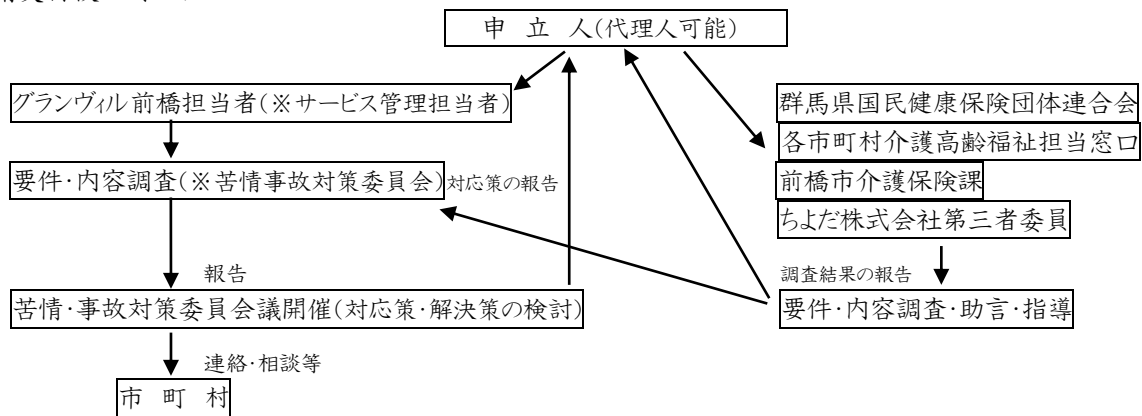 申 立 人(代理人可能)
グランヴィル前橋担当者(※サービス管理担当者)
要件・内容調査(※苦情事故対策委員会)
対応策の報告
報告
苦情・事故対策委員会議開催(対応策・解決策の検討)
連絡・相談等
市 町 村
群馬県国民健康保険団体連合会
各市町村介護高齢福祉担当窓口
前橋市介護保険課
ちよだ株式会社第三者委員
調査結果の報告
要件・内容調査・助言・指導